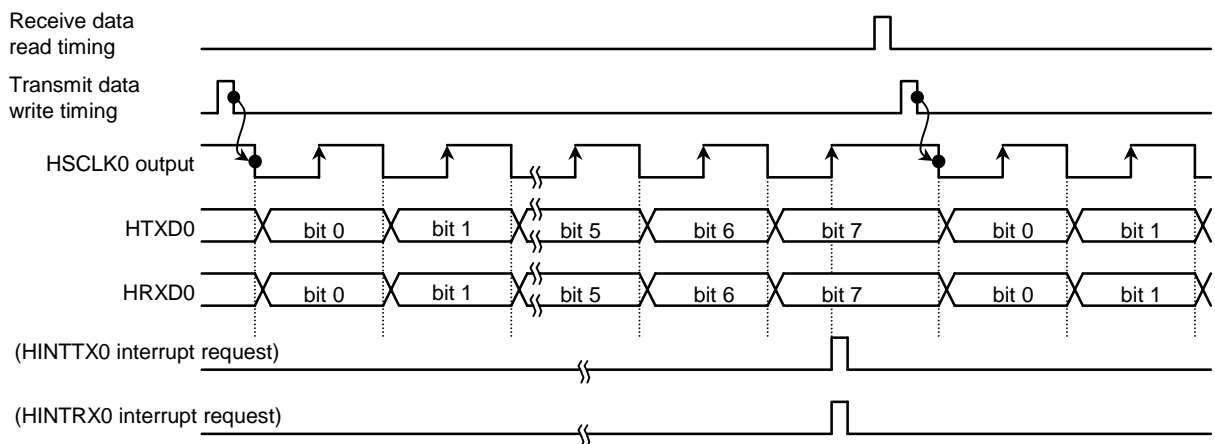 Receive data
read timing
Transmit data
write timing
HSCLK0 output
HTXD0
bit 0
bit 1
bit 5
bit 6
bit 7
bit 0
bit 1
HRXD0
bit 0
bit 1
bit 5
bit 6
bit 7
bit 0
bit 1
(HINTTX0 interrupt request)
(HINTRX0 interrupt request)